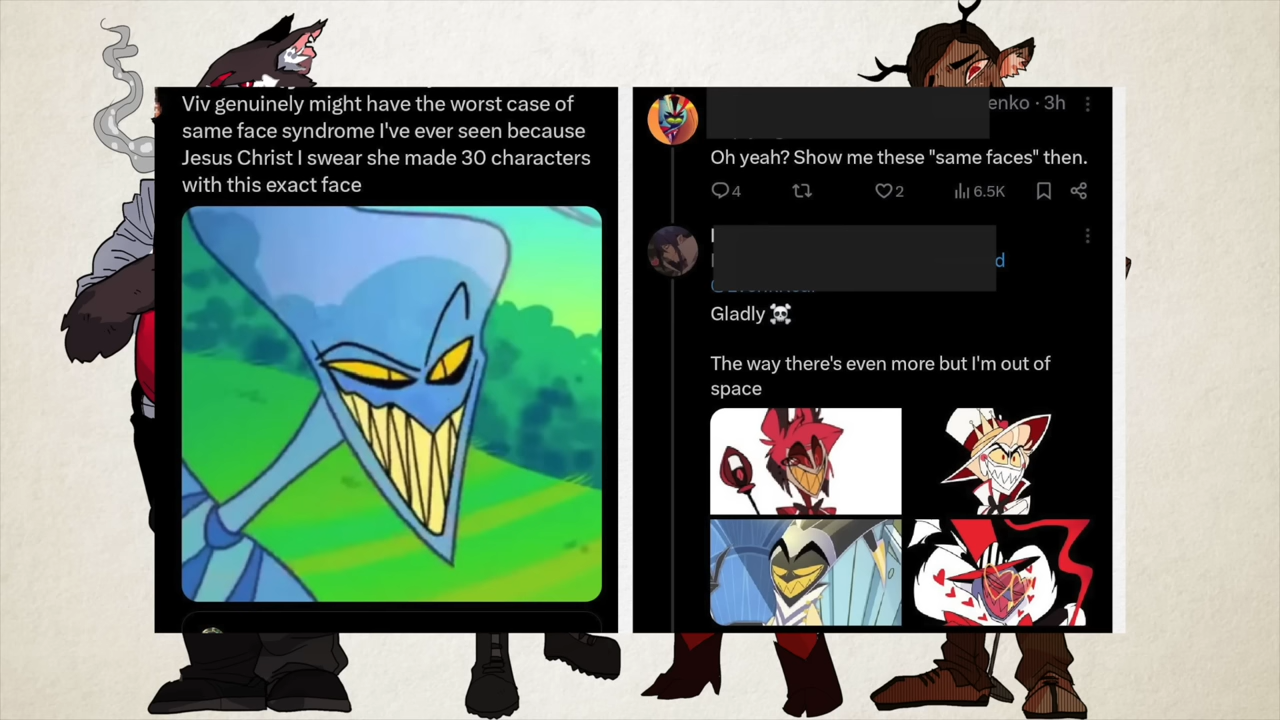 Viv genuinely might have the worst case of
same face syndrome I've ever seen because
Jesus Christ I swear she made 30 characters
with this exact face
enko · 3h
Oh yeah? Show me these "same faces" then.
4 2 6.5K
d
Gladly ☠️
The way there's even more but I'm out of
space